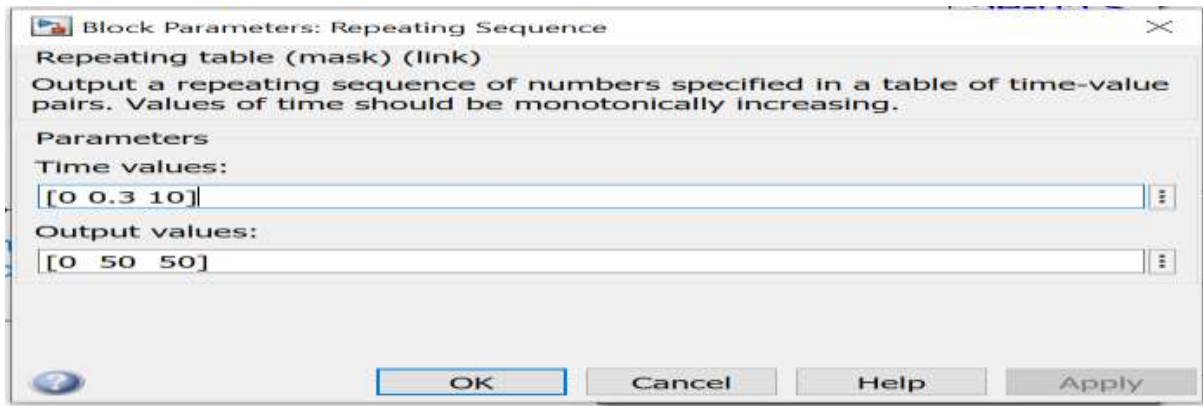 Block Parameters: Repeating Sequence
Repeating table (mask) (link)
Output a repeating sequence of numbers specified in a table of time-value
pairs. Values of time should be monotonically increasing.
Parameters
Time values:
[0 0.3 10]
Output values:
[0 50 50]
OK Cancel Help Apply